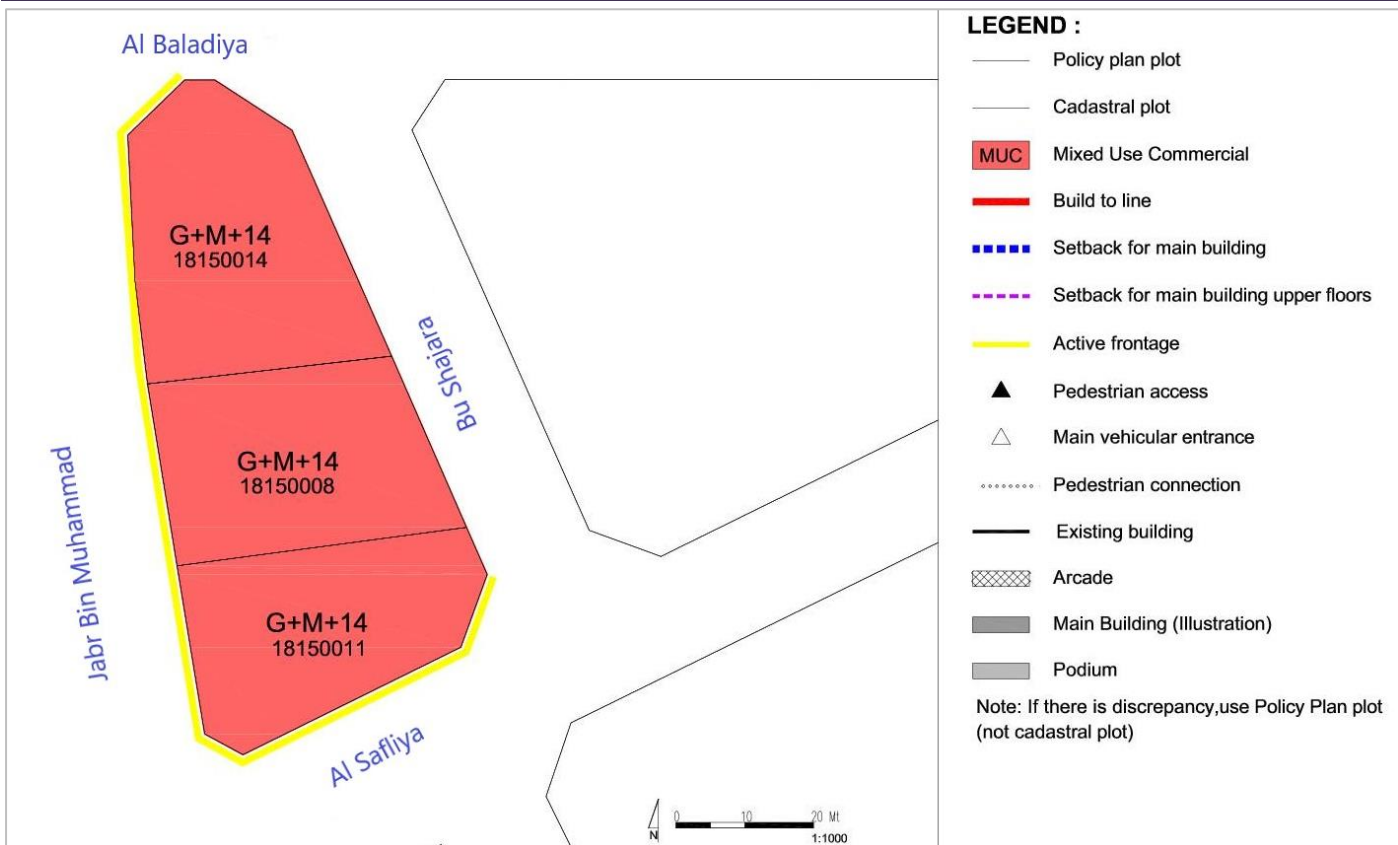 Al Baladiya
G+M+14
18150014
Bu Shajara
G+M+14
18150008
Jabr Bin Muhammad
G+M+14
18150011
Al Safliya
N
0 10 20 Mt
1:1000
LEGEND :
Policy plan plot
Cadastral plot
MUC Mixed Use Commercial
Build to line
Setback for main building
Setback for main building upper floors
Active frontage
Pedestrian access
Main vehicular entrance
Pedestrian connection
Existing building
Arcade
Main Building (Illustration)
Podium
Note: If there is discrepancy,use Policy Plan plot
(not cadastral plot)